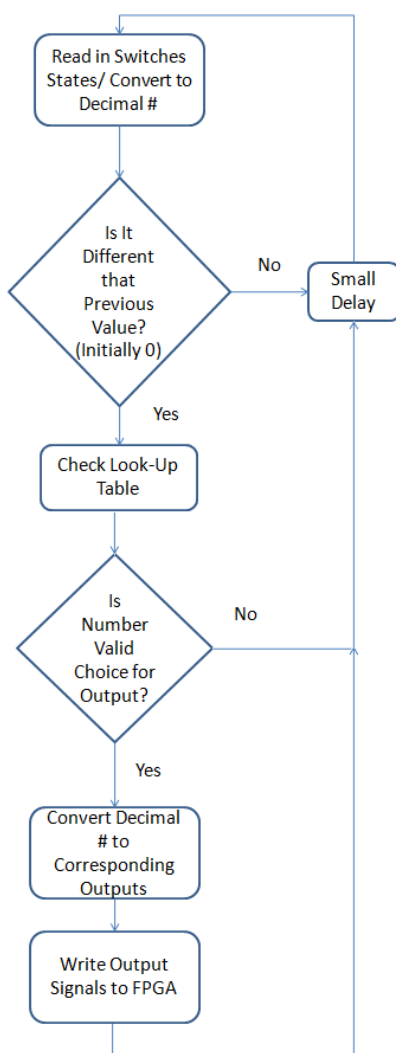 Read in Switches
States/ Convert to
Decimal #
Is It
Different
that
Previous
Value?
(Initially 0)
No
Small
Delay
Yes
Check Look-Up
Table
Is
Number
Valid
Choice for
Output?
No
Yes
Convert Decimal
# to
Corresponding
Outputs
Write Output
Signals to FPGA